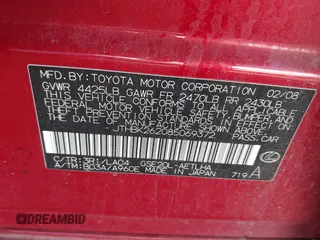 MFD.BY: TOYOTA MOTOR CORPORATION 02/08
GVWR 4425LB GAWR FR 2470LB RR 2430LB
THIS VEHICLE CONFORMS TO ALL APPLICABLE
FEDERAL MOTOR VEHICLE SAFETY, BUMPER, AND
THEFT PREVENTION STANDARDS IN EFFECT ON THE DATE
OF MANUFACTURE SHOWN ABOVE.
JTHBK262085069372 PASSENGER CAR
C/TR: 3R1/LA04 GSE20L-AETLHA
A/TM: B03A/A960E MADE IN JAPAN 719 A
DREAMBID